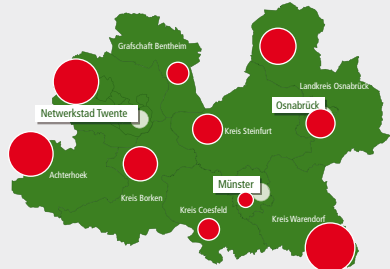 Grafschaft Bentheim
Landkreis Osnabrück
Osnabrück
Netwerkstad Twente
Kreis Steinfurt
Achterhoek
Münster
Kreis Borken
Kreis Coesfeld
Kreis Warendorf